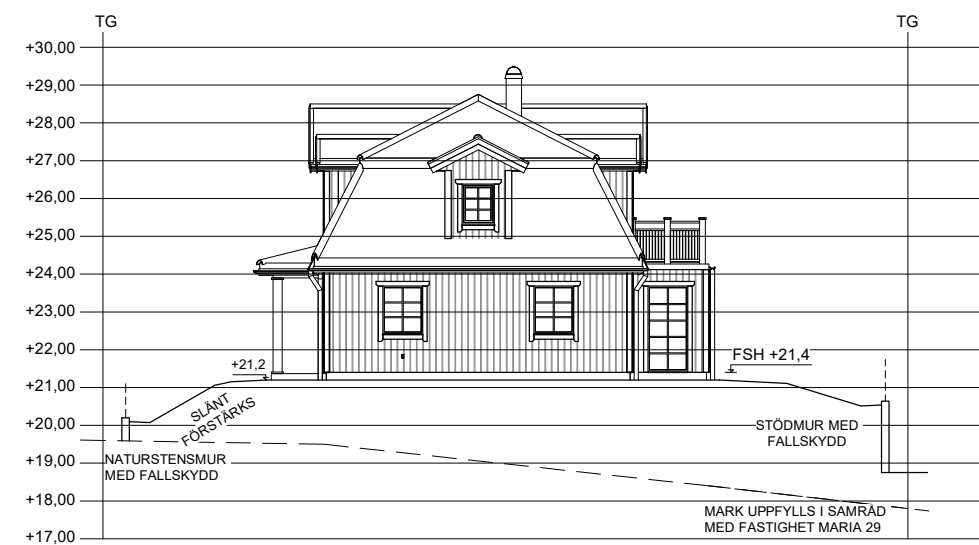 TG
TG
+30,00
+29,00
+28,00
+27,00
+26,00
+25,00
+24,00
+23,00
+22,00
FSH +21,4
+21,2
+21,00
SLÄNT
FÖRSTÄRKS
+20,00
STÖDMUR MED
FALLSKYDD
+19,00
NATURSTENSMUR
MED FALLSKYDD
+18,00
MARK UPPFYLLS I SAMRÅD
MED FASTIGHET MARIA 29
+17,00